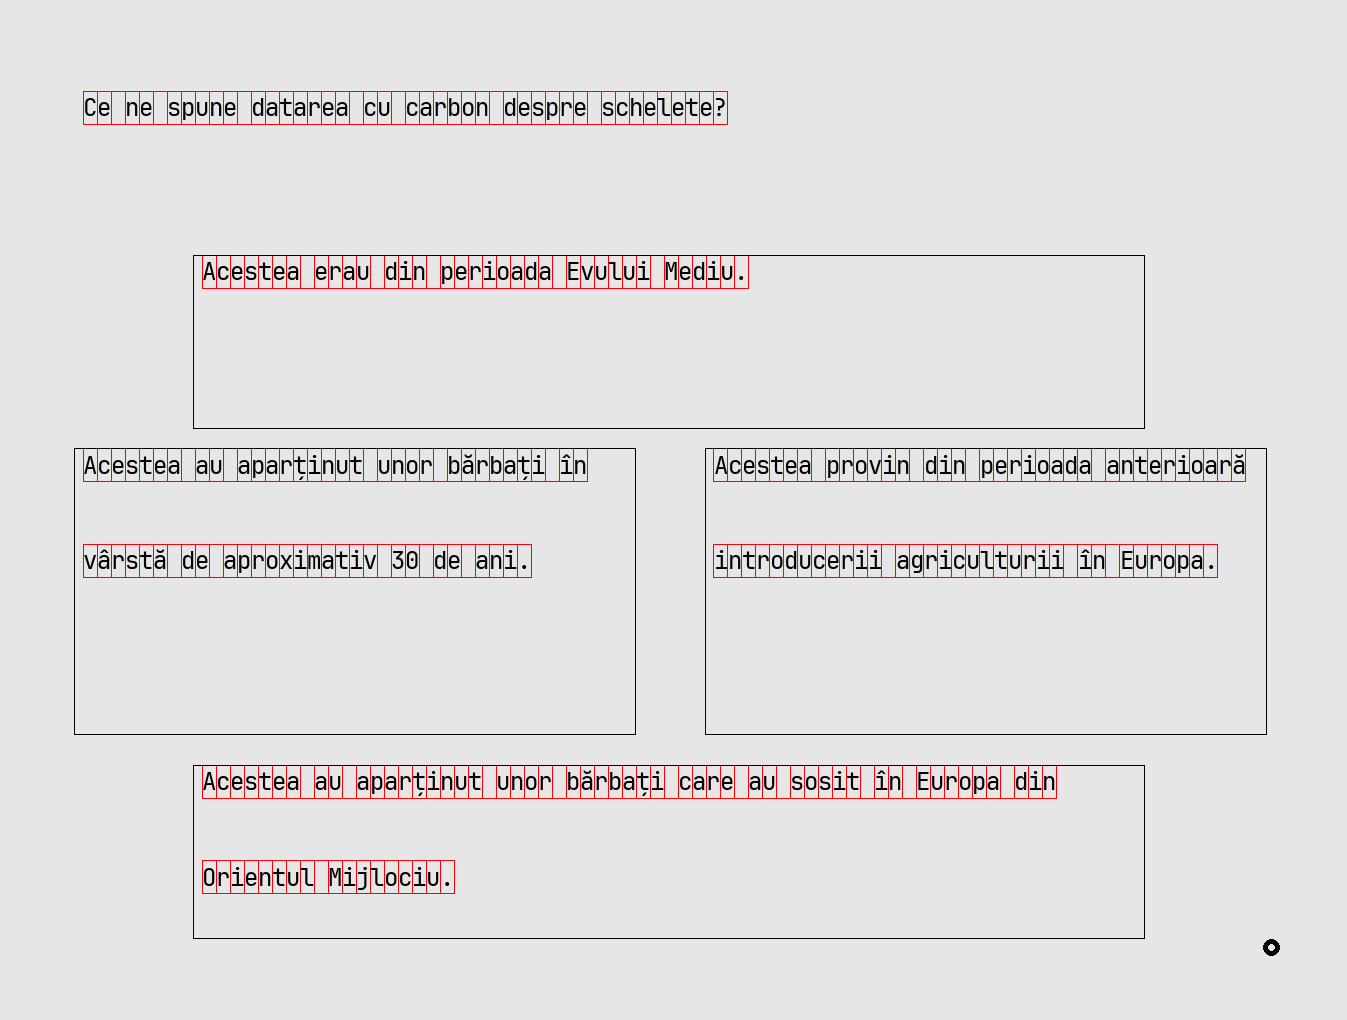 Ce ne spune datarea cu carbon despre schelete?
Acestea erau din perioada Evului Mediu.
Acestea au aparținut unor bărbați în
vârstă de aproximativ 30 de ani.
Acestea provin din perioada anterioară
introducerii agriculturii în Europa.
Acestea au aparținut unor bărbați care au sosit în Europa din
Orientul Mijlociu.